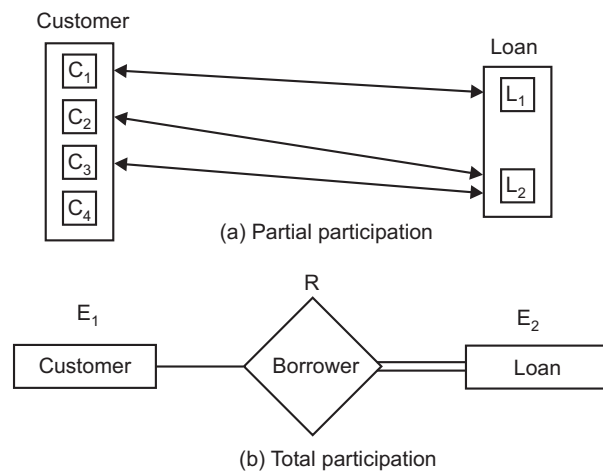 Customer
Loan
C₁
C₂
C₃
C₄
L₁
L₂
(a) Partial participation
R
E₁
E₂
Customer
Borrower
Loan
(b) Total participation